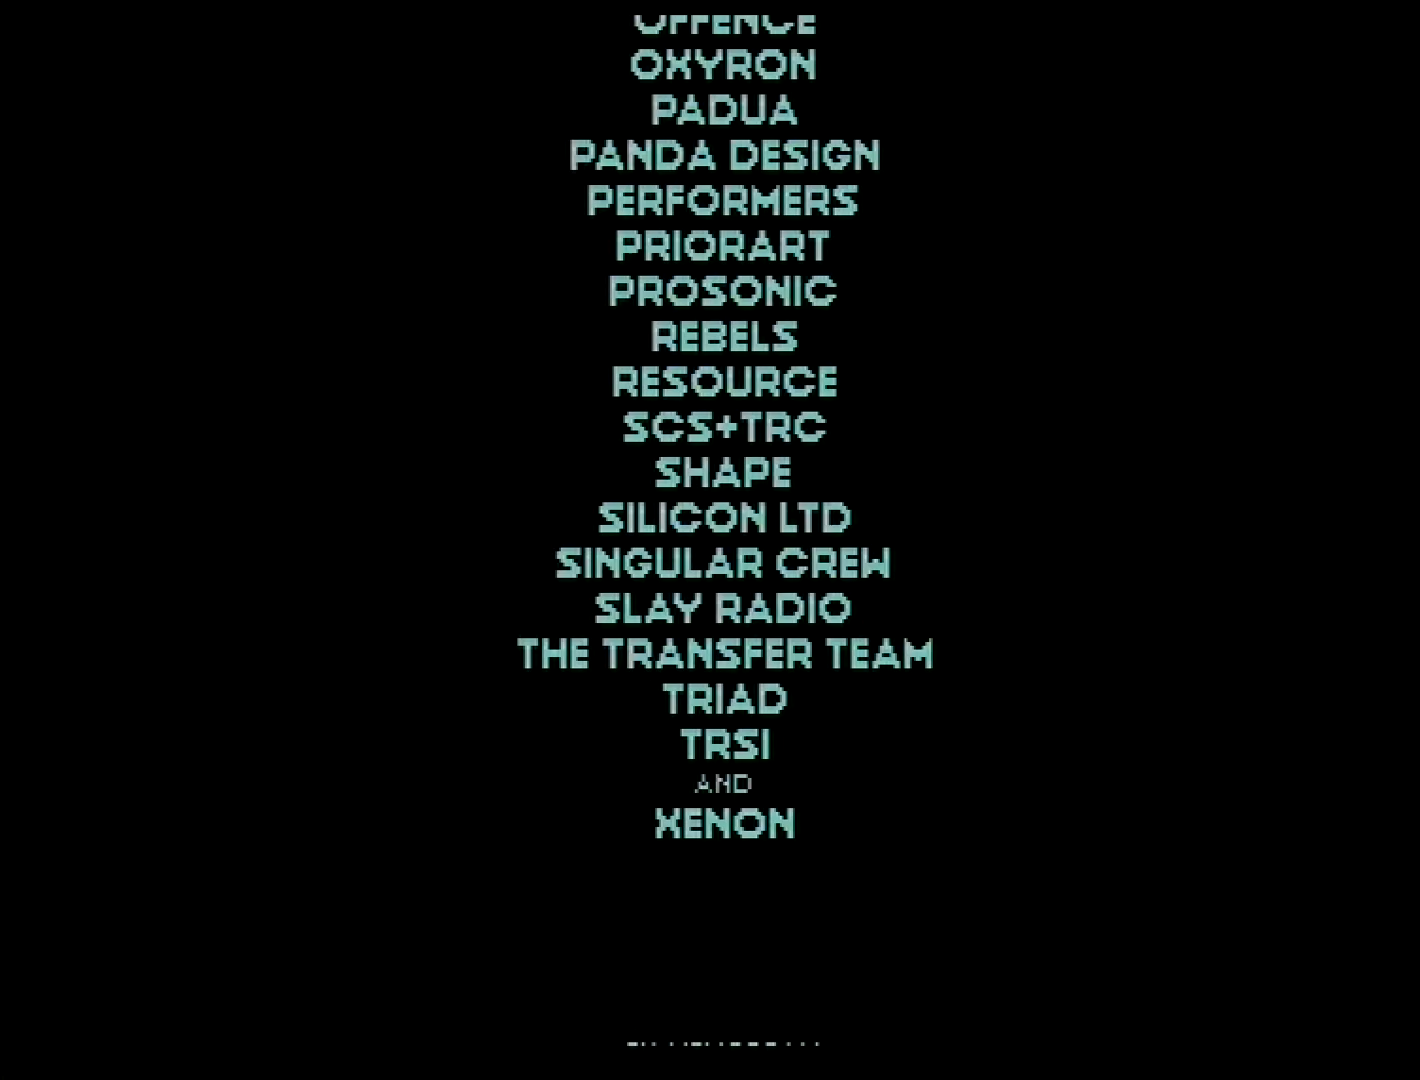 OFFENCE
OXYRON
PADUA
PANDA DESIGN
PERFORMERS
PRIORART
PROSONIC
REBELS
RESOURCE
SCS+TRC
SHAPE
SILICON LTD
SINGULAR CREW
SLAY RADIO
THE TRANSFER TEAM
TRIAD
TRSI
AND
XENON